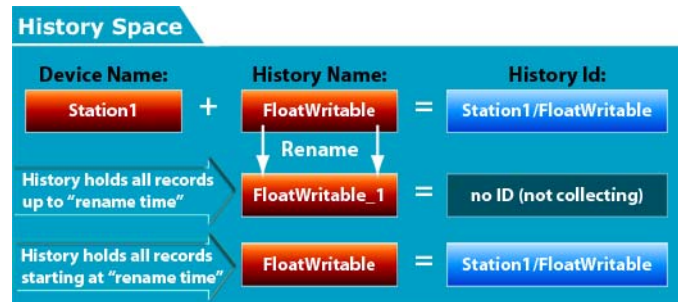 History Space
Device Name: History Name: History Id:
Station1 + FloatWritable = Station1/FloatWritable
Rename
History holds all records
up to “rename time”
FloatWritable_1 = no ID (not collecting)
History holds all records
starting at “rename time”
FloatWritable = Station1/FloatWritable